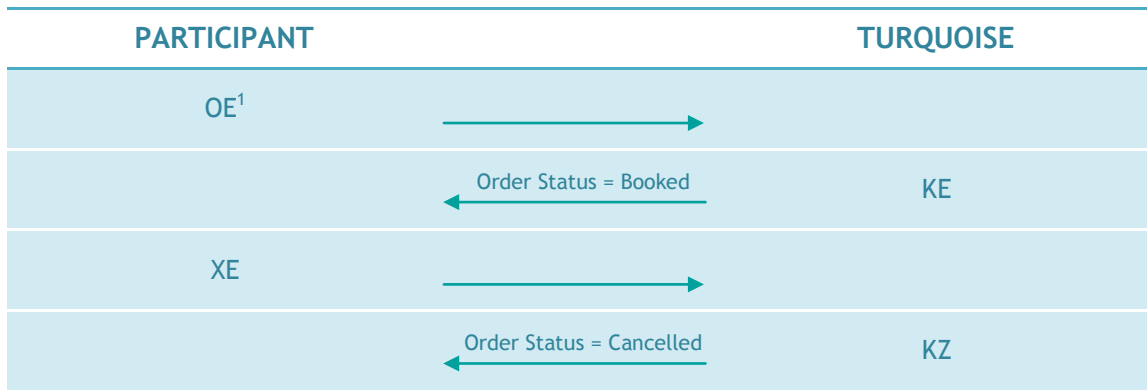 PARTICIPANT TURQUOISE
OE1
Order Status = Booked KE
XE
Order Status = Cancelled KZ